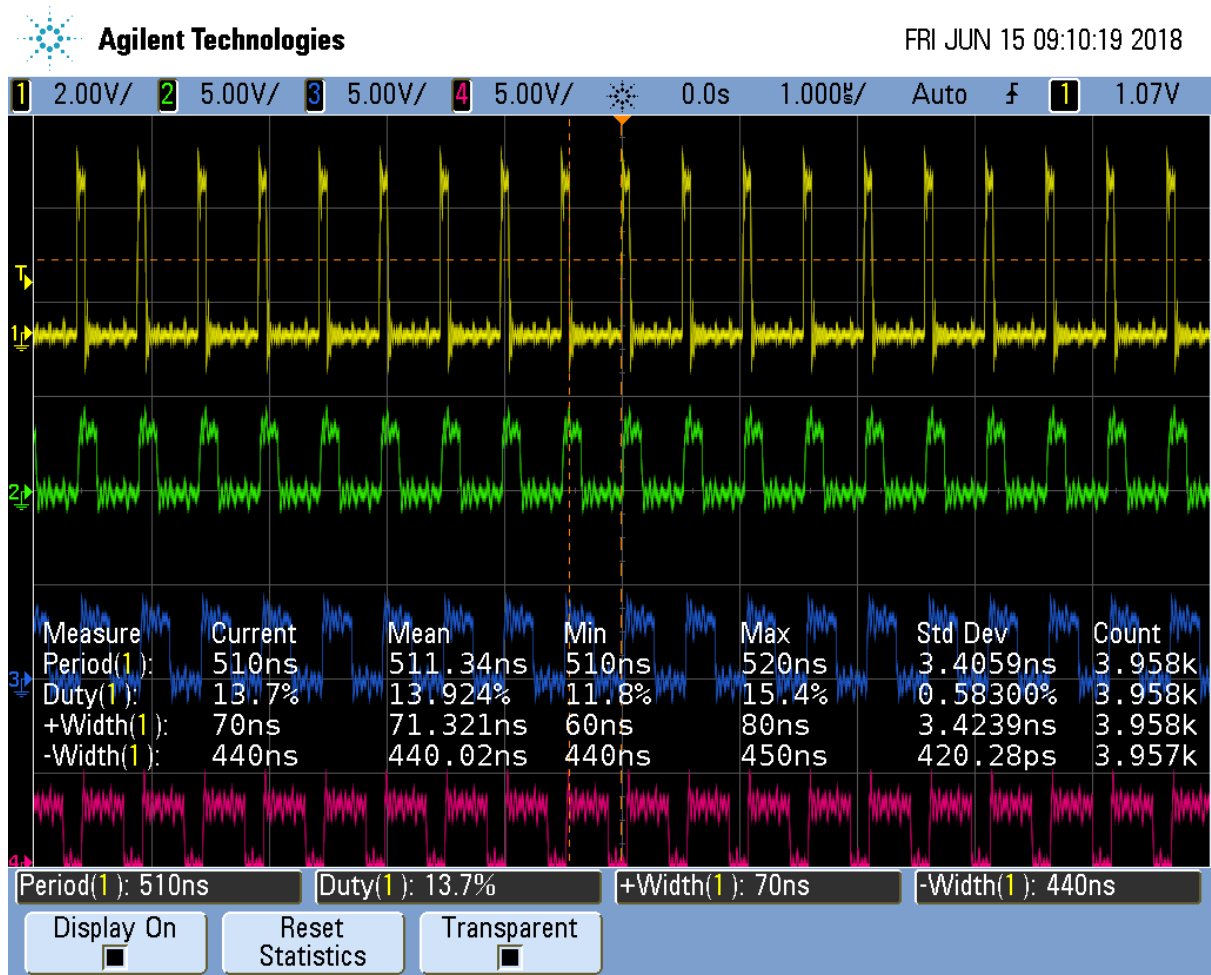 Agilent Technologies FRI JUN 15 09:10:19 2018
1 2.00V/ 2 5.00V/ 3 5.00V/ 4 5.00V/ 0.0s 1.000µs/ Auto 1 1.07V
T
1
2
3
4
Measure Current Mean Min Max Std Dev Count
Period(1): 510ns 511.34ns 510ns 520ns 3.4059ns 3.958k
Duty(1): 13.7% 13.924% 11.8% 15.4% 0.58300% 3.958k
+Width(1): 70ns 71.321ns 60ns 80ns 3.4239ns 3.958k
-Width(1): 440ns 440.02ns 440ns 450ns 420.28ps 3.957k
Period(1): 510ns Duty(1): 13.7% +Width(1): 70ns -Width(1): 440ns
Display On Reset Statistics Transparent